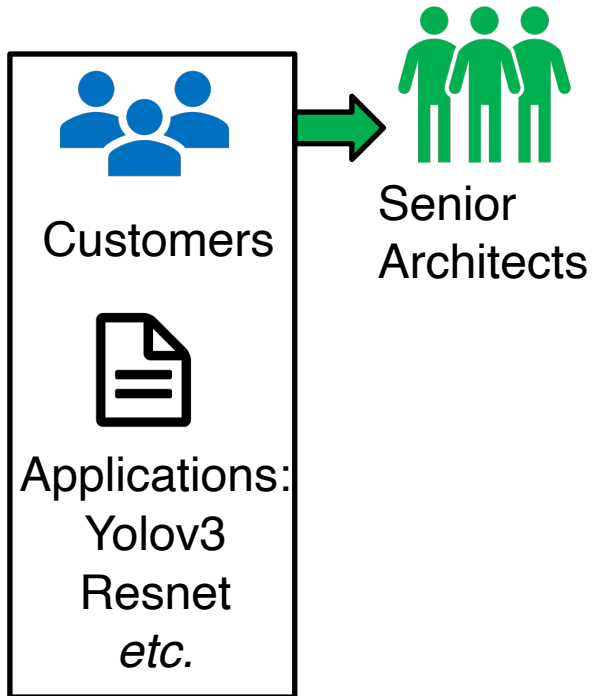 Customers
Senior
Architects
Applications:
Yolov3
Resnet
etc.